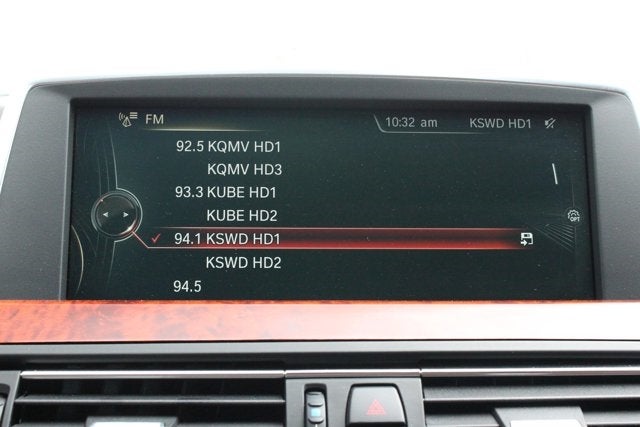 FM 10:32 am KSWD HD1
92.5 KQMV HD1
KQMV HD3
93.3 KUBE HD1
KUBE HD2
94.1 KSWD HD1
KSWD HD2
94.5
OPT